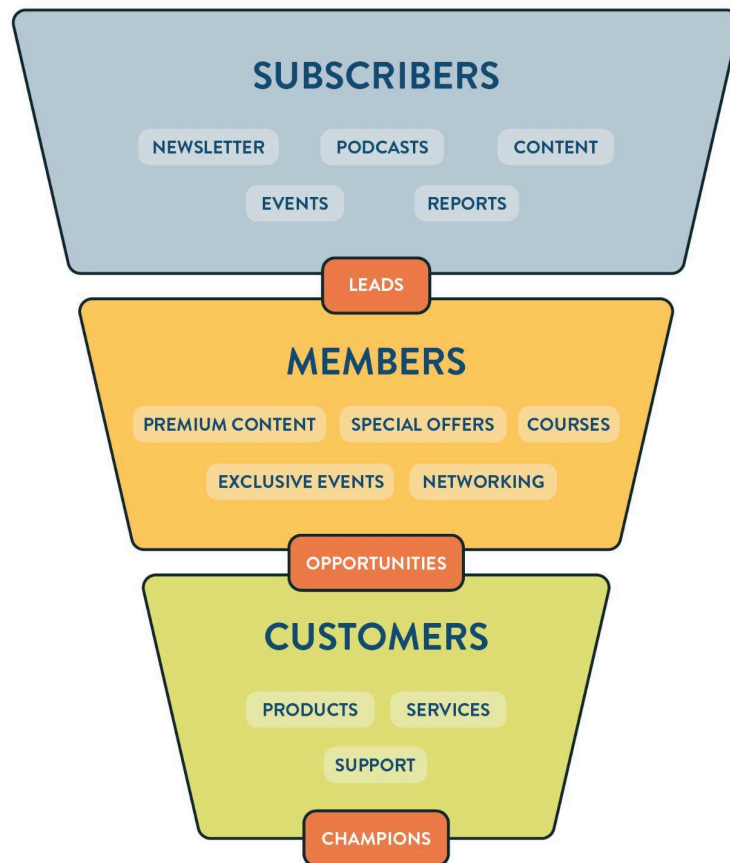 SUBSCRIBERS
NEWSLETTER PODCASTS CONTENT
EVENTS REPORTS
LEADS
MEMBERS
PREMIUM CONTENT SPECIAL OFFERS COURSES
EXCLUSIVE EVENTS NETWORKING
OPPORTUNITIES
CUSTOMERS
PRODUCTS SERVICES
SUPPORT
CHAMPIONS